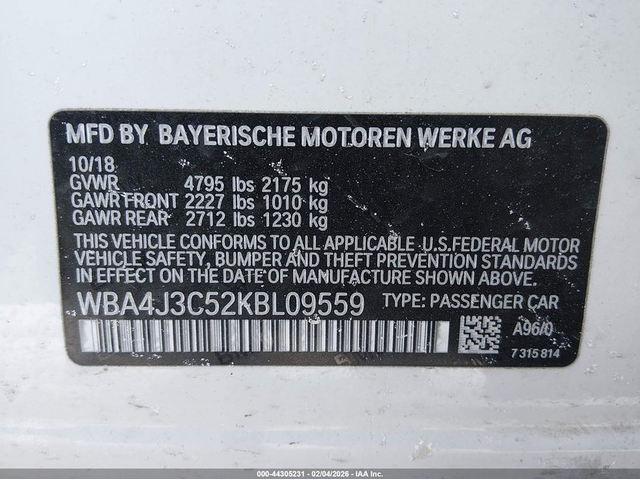 MFD BY BAYERISCHE MOTOREN WERKE AG
10/18
GVWR 4795 lbs 2175 kg
GAWR FRONT 2227 lbs 1010 kg
GAWR REAR 2712 lbs 1230 kg
THIS VEHICLE CONFORMS TO ALL APPLICABLE U.S.FEDERAL MOTOR
VEHICLE SAFETY, BUMPER AND THEFT PREVENTION STANDARDS
IN EFFECT ON THE DATE OF MANUFACTURE SHOWN ABOVE.
WBA4J3C52KBL09559 TYPE: PASSENGER CAR
A96/0
7 315 814
000-44305231 - 02/04/2026 - IAA Inc.